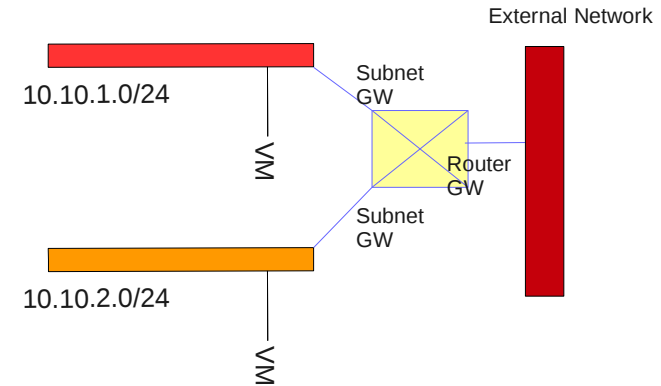 External Network
Subnet
GW
10.10.1.0/24
VM
Router
GW
Subnet
GW
10.10.2.0/24
VM